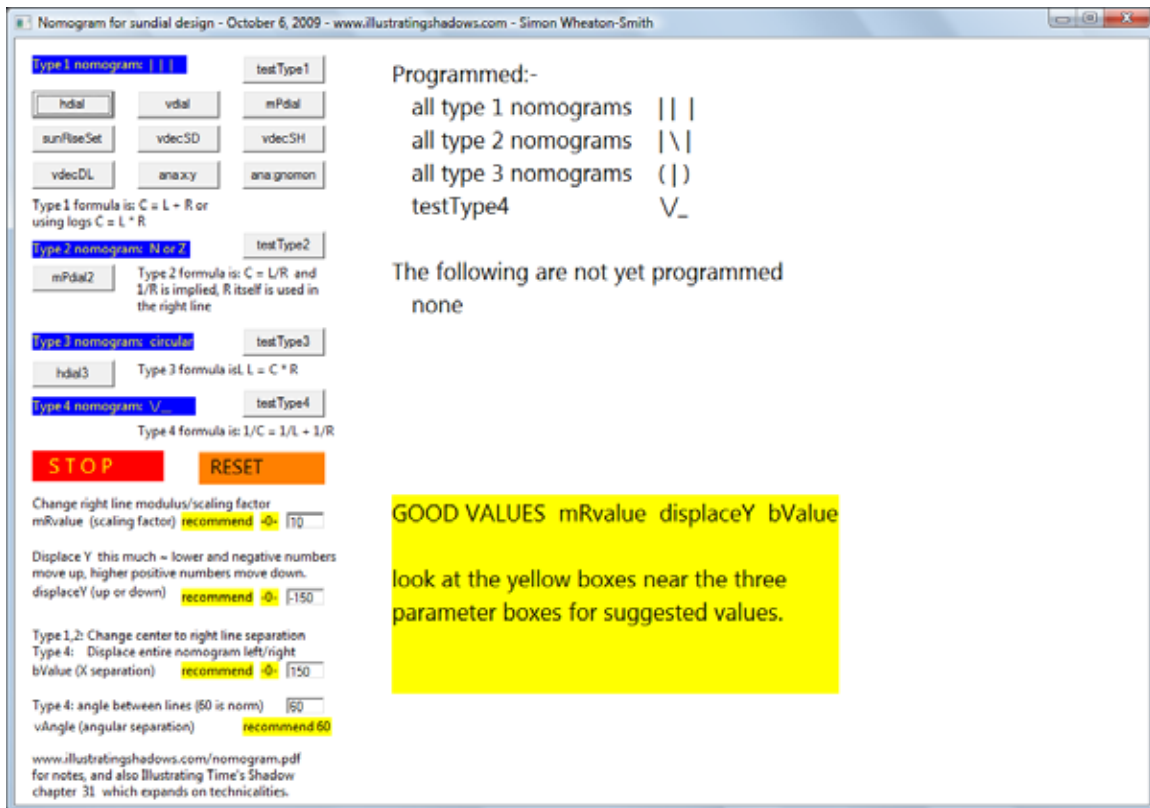 Nomogram for sundial design - October 6, 2009 - www.illustratingshadows.com - Simon Wheaton-Smith
Type 1 nomogram: | | |
testType1
hdial
vdial
mPdial
sunRiseSet
vdecSD
vdecSH
vdecDL
ana:x:y
ana:gnomon
Type 1 formula is: C = L + R or
using logs C = L * R
Type 2 nomogram: N or Z
testType2
mPdial2
Type 2 formula is: C = L/R and
1/R is implied, R itself is used in
the right line
Type 3 nomogram: circular
testType3
hdial3
Type 3 formula isL L = C * R
Type 4 nomogram: \/__
testType4
Type 4 formula is: 1/C = 1/L + 1/R
S T O P
RESET
Change right line modulus/scaling factor
mRvalue (scaling factor) recommend -0- 10
Displace Y this much ~ lower and negative numbers
move up, higher positive numbers move down.
displaceY (up or down) recommend -0- -150
Type 1,2: Change center to right line separation
Type 4: Displace entire nomogram left/right
bValue (X separation) recommend -0- 150
Type 4: angle between lines (60 is norm) 60
vAngle (angular separation) recommend 60
www.illustratingshadows.com/nomogram.pdf
for notes, and also Illustrating Time's Shadow
chapter 31 which expands on technicalities.
Programmed:-
all type 1 nomograms | | |
all type 2 nomograms | \ |
all type 3 nomograms ( | )
testType4 \/_
The following are not yet programmed
none
GOOD VALUES mRvalue displaceY bValue
look at the yellow boxes near the three
parameter boxes for suggested values.